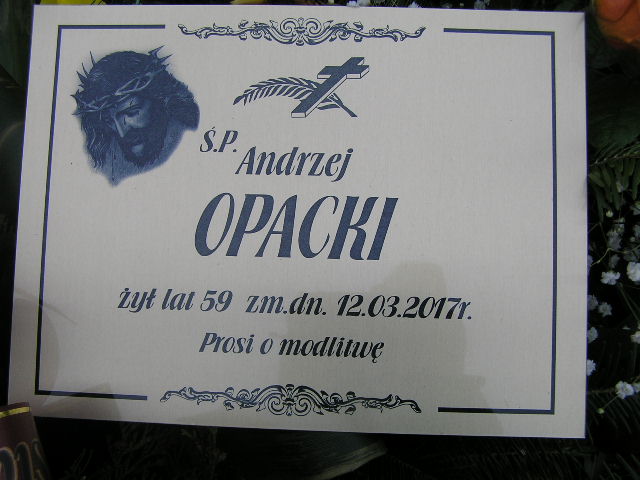 Ś.P. Andrzej
OPACKI
żył lat 59 zm.dn. 12.03.2017r.
Prosi o modlitwę